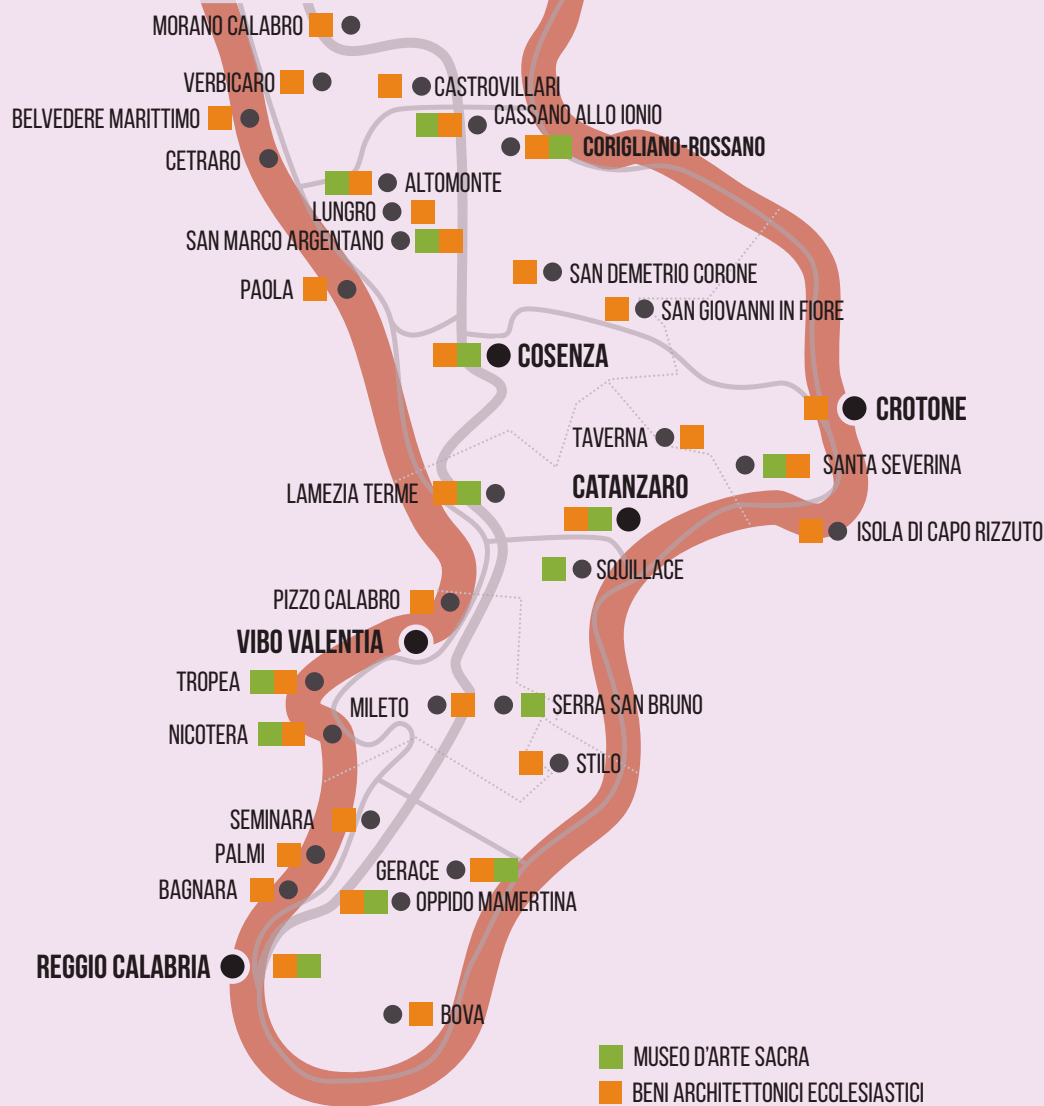 MORANO CALABRO
VERBICARO
CASTROVILLARI
BELVEDERE MARITTIMO
CASSANO ALLO IONIO
CORIGLIANO-ROSSANO
CETRARO
ALTOMONTE
LUNGRO
SAN MARCO ARGENTANO
SAN DEMETRIO CORONE
PAOLA
SAN GIOVANNI IN FIORE
COSENZA
CROTONE
TAVERNA
SANTA SEVERINA
CATANZARO
LAMEZIA TERME
ISOLA DI CAPO RIZZUTO
SQUILLACE
PIZZO CALABRO
VIBO VALENTIA
TROPEA
MILETO
SERRA SAN BRUNO
NICOTERA
STILO
SEMINARA
PALMI
GERACE
BAGNARA
OPPIDO MAMERTINA
REGGIO CALABRIA
BOVA
MUSEO D'ARTE SACRA
BENI ARCHITETTONICI ECCLESIASTICI